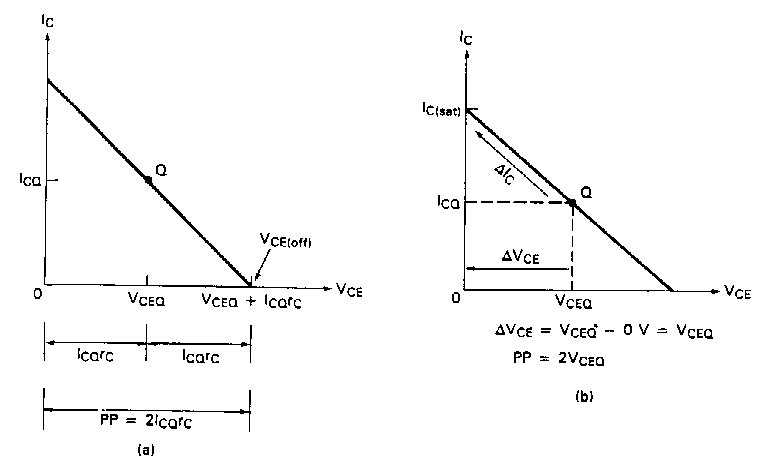 IC
Q
ICQ
VCE(off)
0
VCEQ
VCEQ + ICQrC
VCE
ICQrC
ICQrC
PP = 2ICQrC
(a)
IC
IC(sat)
ΔIC
Q
ICQ
ΔVCE
0
VCEQ
VCE
ΔVCE = VCEQ - 0 V = VCEQ
PP = 2VCEQ
(b)